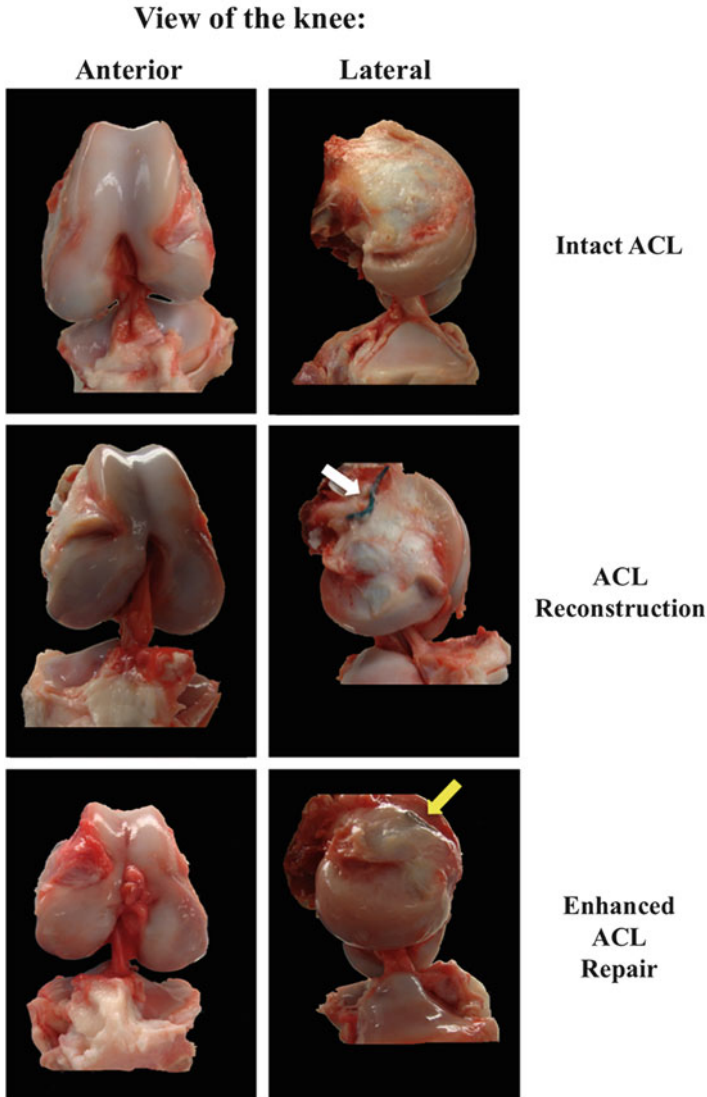 View of the knee:
Anterior
Lateral
Intact ACL
ACL
Reconstruction
Enhanced
ACL
Repair